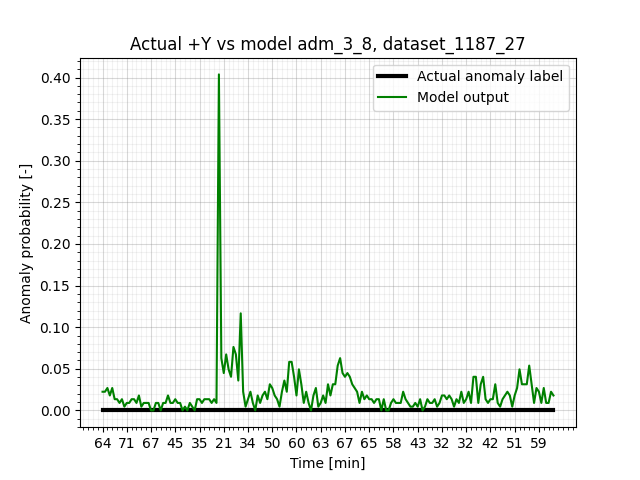 Actual +Y vs model adm_3_8, dataset_1187_27
Actual anomaly label
Model output
Anomaly probability [-]
0.40
0.35
0.30
0.25
0.20
0.15
0.10
0.05
0.00
64 71 67 45 35 21 34 50 60 63 67 65 58 43 32 32 42 51 59
Time [min]